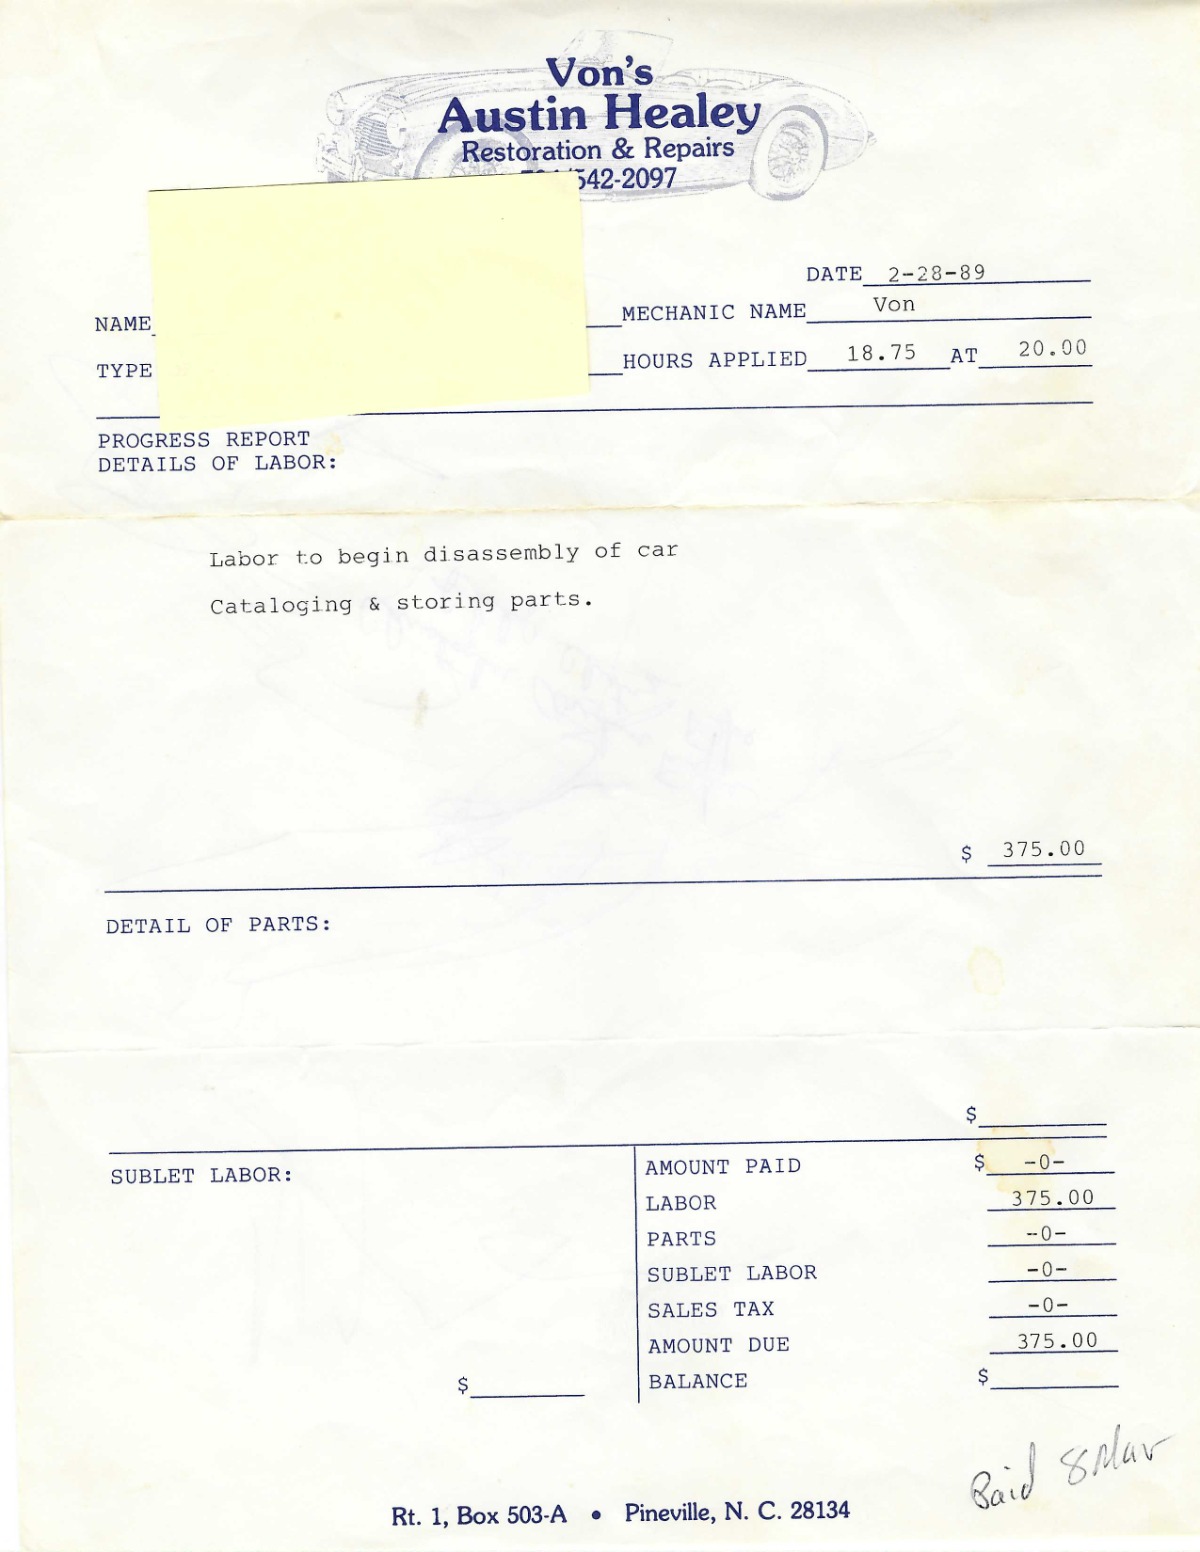 Von's
Austin Healey
Restoration & Repairs
542-2097
DATE 2-28-89
NAME MECHANIC NAME Von
TYPE HOURS APPLIED 18.75 AT 20.00
PROGRESS REPORT
DETAILS OF LABOR:
Labor to begin disassembly of car
Cataloging & storing parts.
$ 375.00
DETAIL OF PARTS:
$
SUBLET LABOR:
$
AMOUNT PAID $ -0-
LABOR 375.00
PARTS -0-
SUBLET LABOR -0-
SALES TAX -0-
AMOUNT DUE 375.00
BALANCE $
Paid 8 Mar
Rt. 1, Box 503-A • Pineville, N. C. 28134